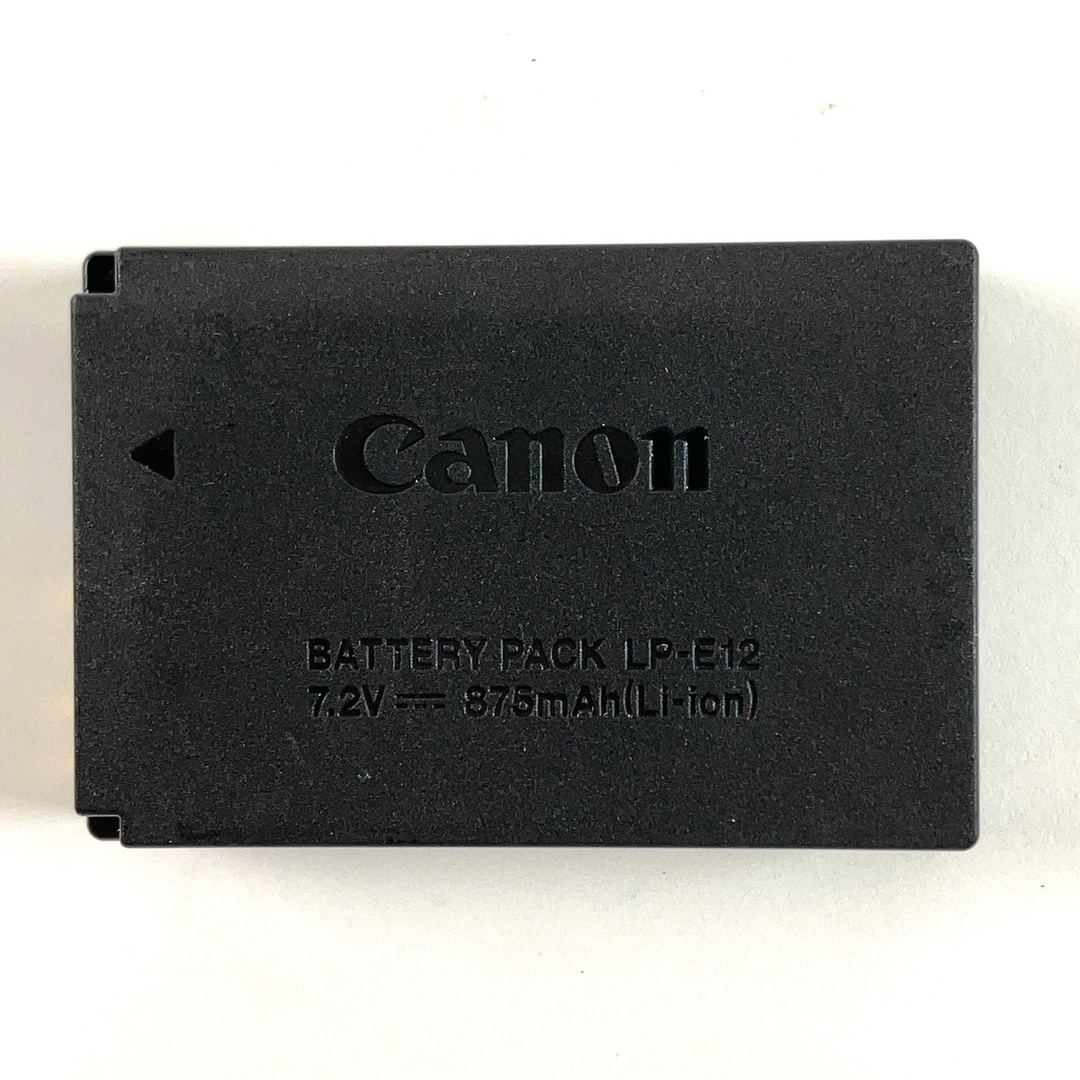 Canon
BATTERY PACK LP-E12
7.2V⎓ 875mAh(Li-ion)